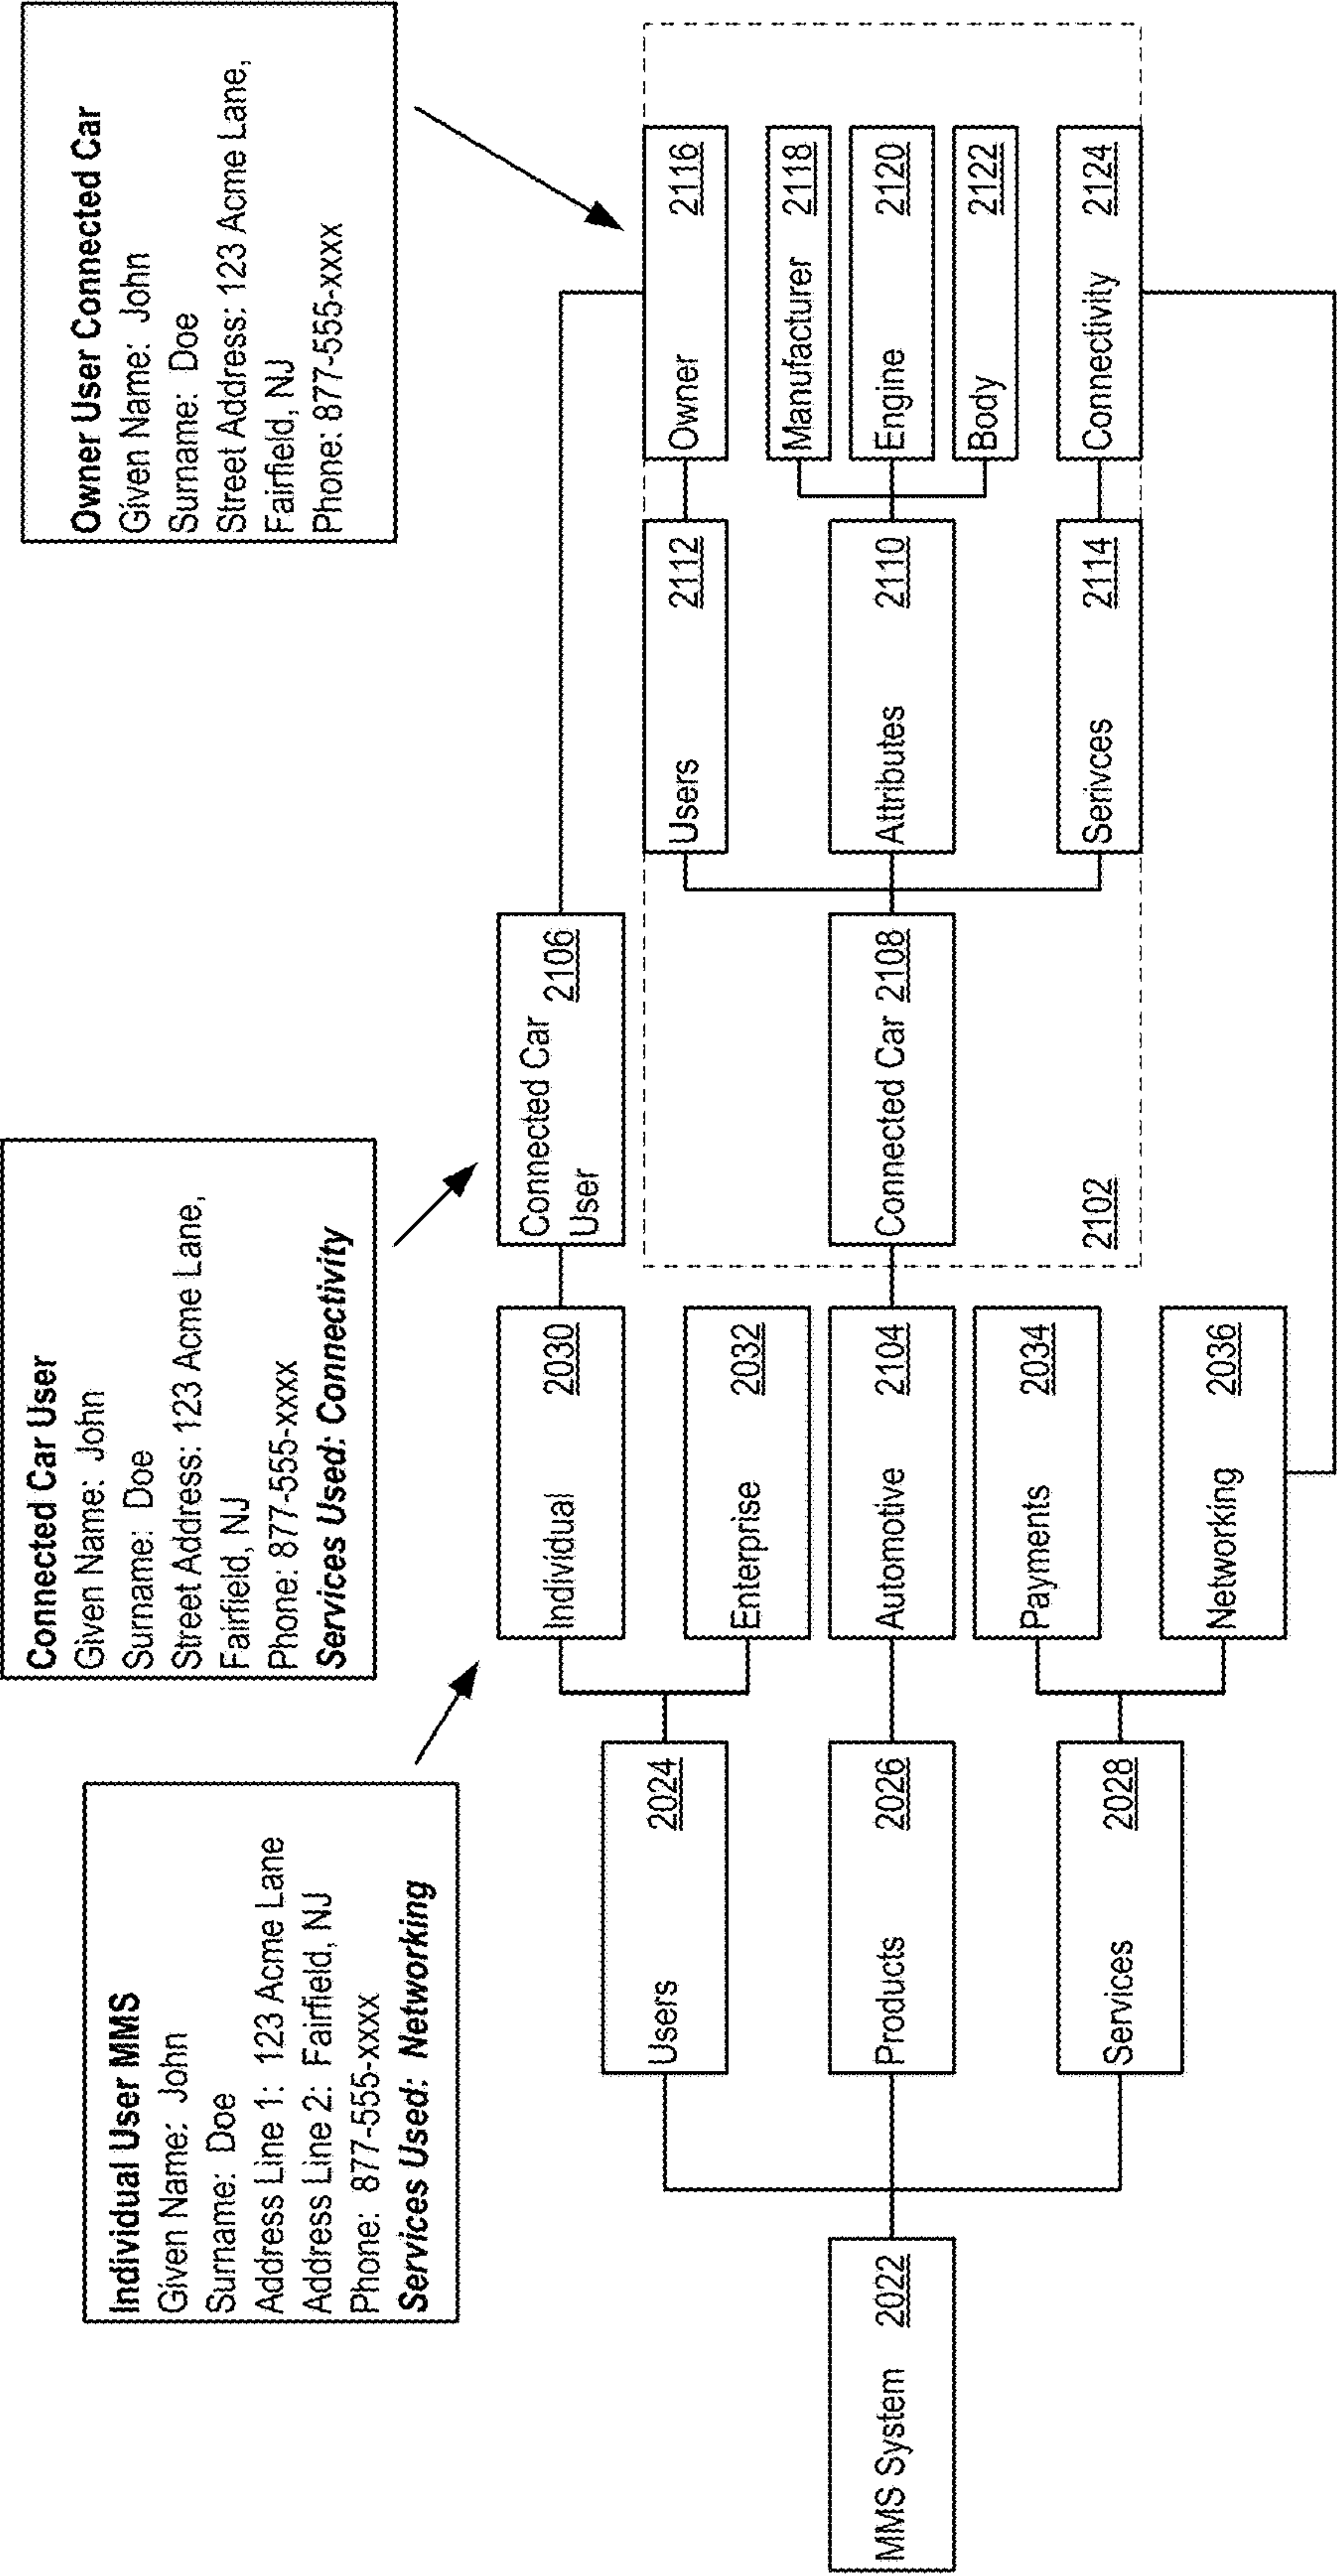 Individual User MMS
Given Name: John
Surname: Doe
Address Line 1: 123 Acme Lane
Address Line 2: Fairfield, NJ
Phone: 877-555-xxxx
Services Used: Networking
Connected Car User
Given Name: John
Surname: Doe
Street Address: 123 Acme Lane,
Fairfield, NJ
Phone: 877-555-xxxx
Services Used: Connectivity
Owner User Connected Car
Given Name: John
Surname: Doe
Street Address: 123 Acme Lane,
Fairfield, NJ
Phone: 877-555-xxxx
MMS System 2022
Users 2024
Products 2026
Services 2028
Individual 2030
Enterprise 2032
Automotive 2104
Payments 2034
Networking 2036
Connected Car
User 2106
Connected Car 2108
2102
Users 2112
Attributes 2110
Serivces 2114
Owner 2116
Manufacturer 2118
Engine 2120
Body 2122
Connectivity 2124